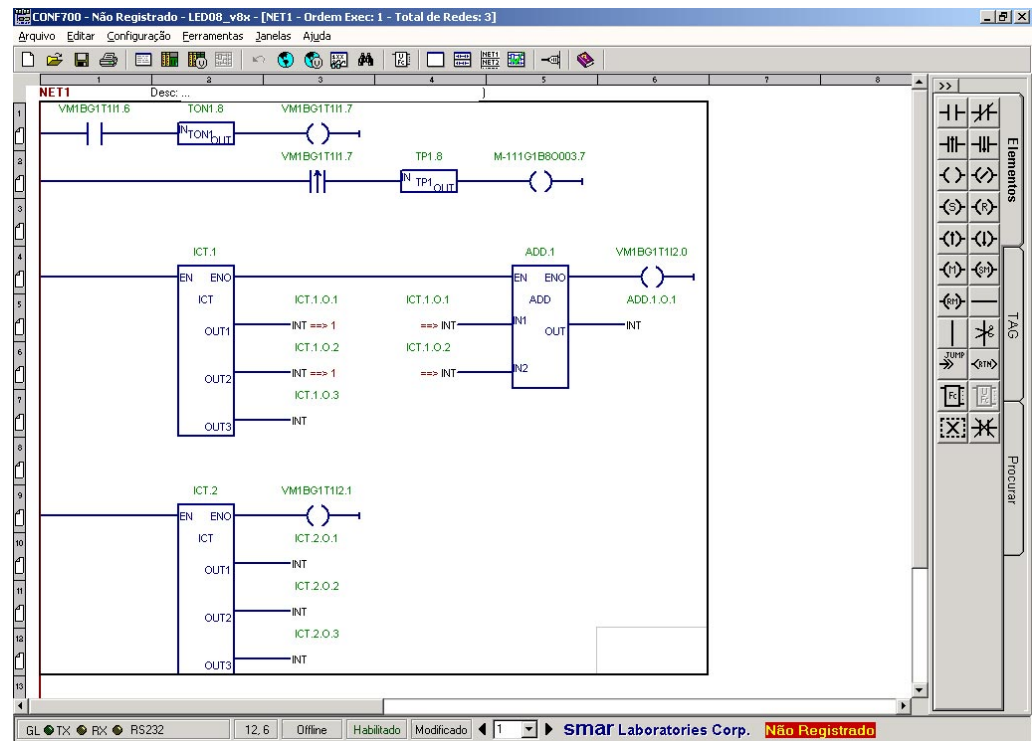 CONF700 - Não Registrado - LED08_v8x - [NET1 - Ordem Exec: 1 - Total de Redes: 3]
Arquivo Editar Configuração Ferramentas Janelas Ajuda
1 2 3 4 5 6 7 8
NET1 Desc: ... )
VM1BG1T1I1.6 TON1.8 VM1BG1T1I1.7
IN TON1 OUT
VM1BG1T1I1.7 TP1.8 M-111G1B8O003.7
IN TP1 OUT
ICT.1 ADD.1 VM1BG1T1I2.0
EN ENO EN ENO
ICT ICT.1.O.1 ICT.1.O.1 ADD ADD.1.O.1
OUT1 INT ==> 1 ==> INT IN1 OUT INT
ICT.1.O.2 ICT.1.O.2
OUT2 INT ==> 1 ==> INT IN2
ICT.1.O.3
OUT3 INT
ICT.2 VM1BG1T1I2.1
EN ENO
ICT ICT.2.O.1
OUT1 INT
ICT.2.O.2
OUT2 INT
ICT.2.O.3
OUT3 INT
1
2
3
4
5
6
7
8
9
10
11
12
13
>>
(S) (R)
(M) (SM)
(RM)
JUMP
<RTN>
Fc U Fc
Elementos
TAG
Procurar
GL TX RX RS232 12, 6 Offline Habilitado Modificado 1 smar Laboratories Corp. Não Registrado